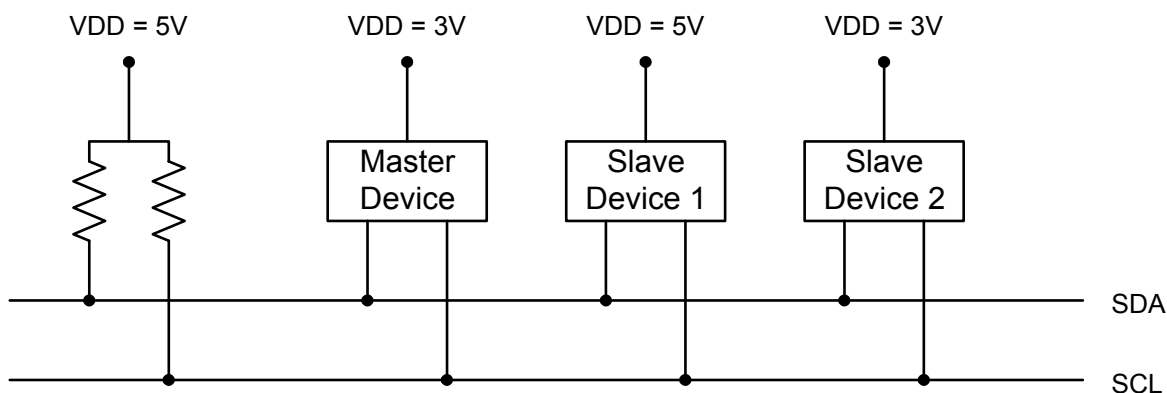 VDD = 5V
VDD = 3V
VDD = 5V
VDD = 3V
Master
Device
Slave
Device 1
Slave
Device 2
SDA
SCL